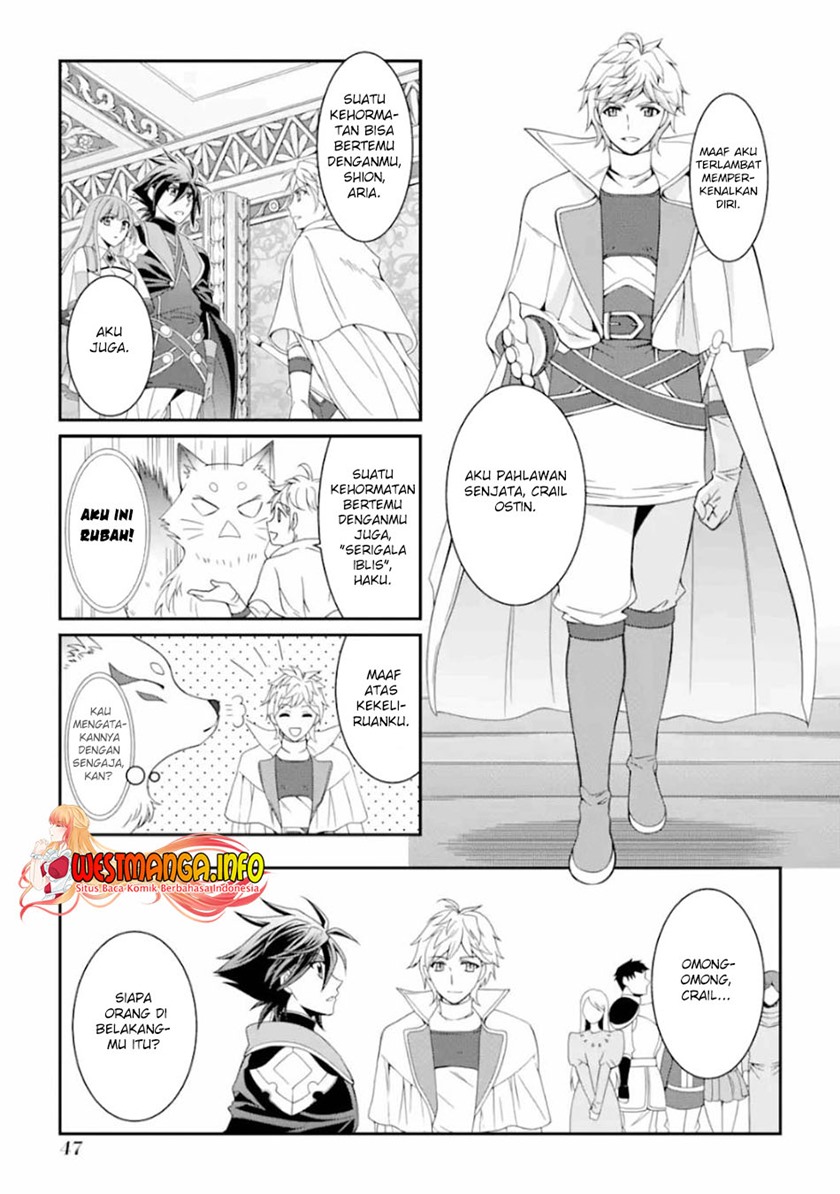 MAAF AKU
TERLAMBAT
MEMPER-
KENALKAN
DIRI.
AKU PAHLAWAN
SENJATA, CRAIL
OSTIN.
SUATU
KEHORMA-
TAN BISA
BERTEMU
DENGANMU,
SHION,
ARIA.
AKU
JUGA.
SUATU
KEHORMATAN
BERTEMU
DENGANMU
JUGA,
"SERIGALA
IBLIS",
HAKU.
AKU INI
RUBAH!
MAAF
ATAS
KEKELI-
RUANKU.
KAU
MENGATA-
KANNYA
DENGAN
SENGAJA,
KAN?
WESTMANGA.INFO
Situs Baca Komik Berbahasa Indonesia
OMONG-
OMONG,
CRAIL...
SIAPA
ORANG DI
BELAKANG-
MU ITU?
47